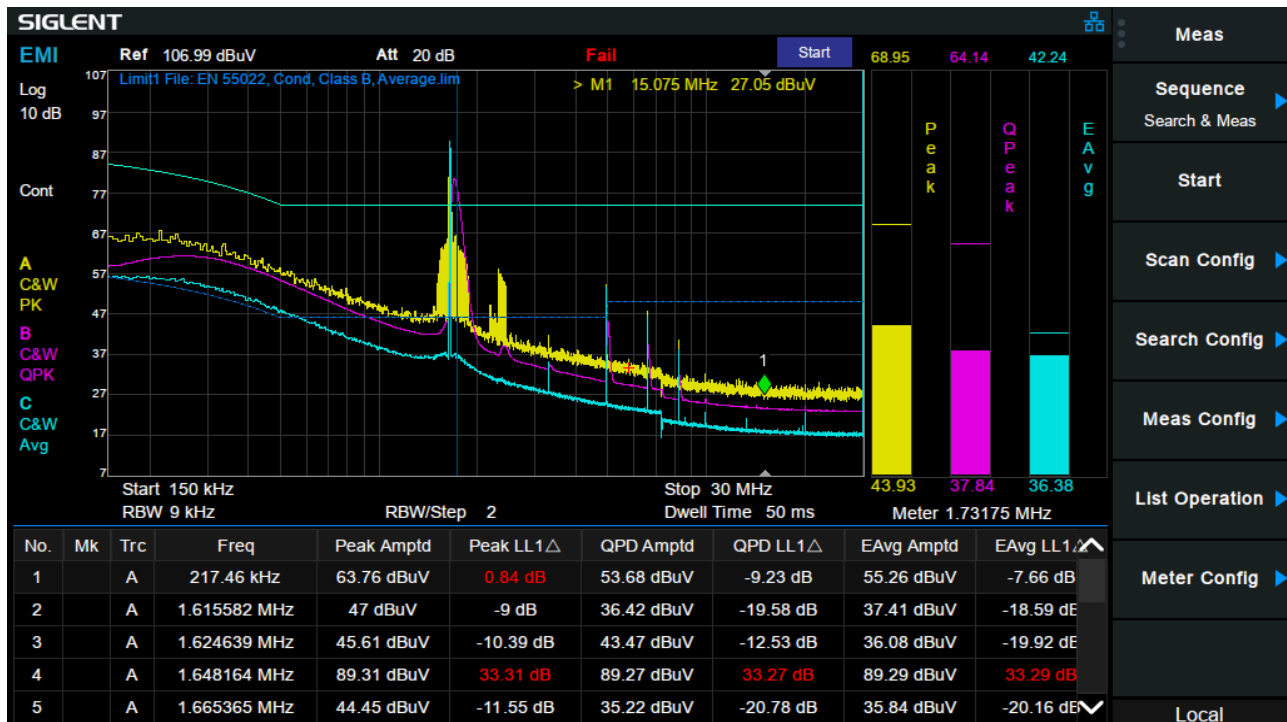 SIGLENT
EMI
Ref 106.99 dBuV
Att 20 dB
Fail
Start
68.95
64.14
42.24
Log
10 dB
Cont
A
C&W
PK
B
C&W
QPK
C
C&W
Avg
Limit1 File: EN 55022, Cond, Class B, Average.lim
> M1 15.075 MHz 27.05 dBuV
107
97
87
77
67
57
47
37
27
17
7
1
Peak
QPeak
EAvg
43.93
37.84
36.38
Start 150 kHz
Stop 30 MHz
RBW 9 kHz
RBW/Step 2
Dwell Time 50 ms
Meter 1.73175 MHz
No. Mk Trc Freq Peak Amptd Peak LL1△ QPD Amptd QPD LL1△ EAvg Amptd EAvg LL1△
1 A 217.46 kHz 63.76 dBuV 0.84 dB 53.68 dBuV -9.23 dB 55.26 dBuV -7.66 dB
2 A 1.615582 MHz 47 dBuV -9 dB 36.42 dBuV -19.58 dB 37.41 dBuV -18.59 dB
3 A 1.624639 MHz 45.61 dBuV -10.39 dB 43.47 dBuV -12.53 dB 36.08 dBuV -19.92 dB
4 A 1.648164 MHz 89.31 dBuV 33.31 dB 89.27 dBuV 33.27 dB 89.29 dBuV 33.29 dB
5 A 1.665365 MHz 44.45 dBuV -11.55 dB 35.22 dBuV -20.78 dB 35.84 dBuV -20.16 dB
Meas
Sequence
Search & Meas
Start
Scan Config
Search Config
Meas Config
List Operation
Meter Config
Local